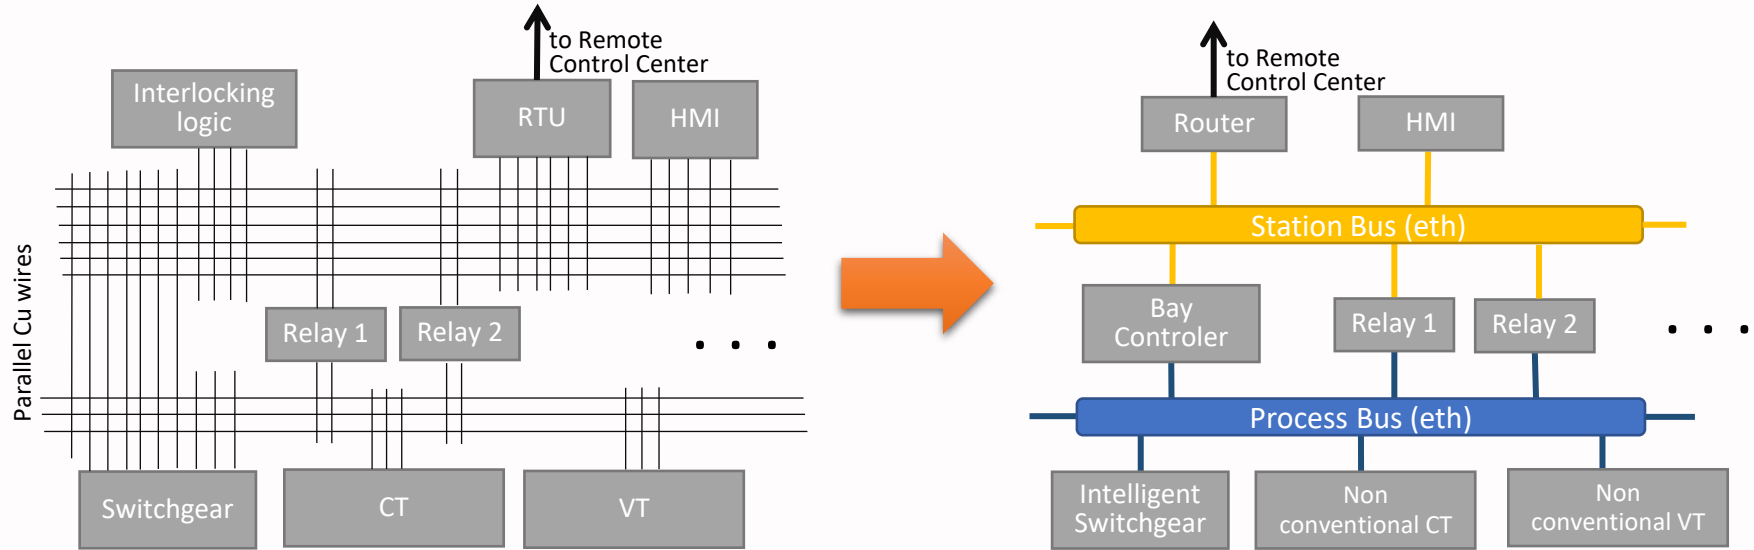 to Remote
Control Center
Interlocking
logic
RTU
HMI
Parallel Cu wires
Relay 1
Relay 2
. . .
Switchgear
CT
VT
to Remote
Control Center
Router
HMI
Station Bus (eth)
Bay
Controler
Relay 1
Relay 2
. . .
Process Bus (eth)
Intelligent
Switchgear
Non
conventional CT
Non
conventional VT